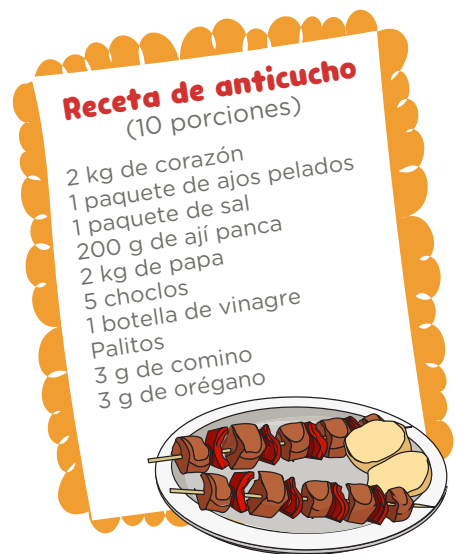 Receta de anticucho
(10 porciones)
2 kg de corazón
1 paquete de ajos pelados
1 paquete de sal
200 g de ají panca
2 kg de papa
5 choclos
1 botella de vinagre
Palitos
3 g de comino
3 g de orégano